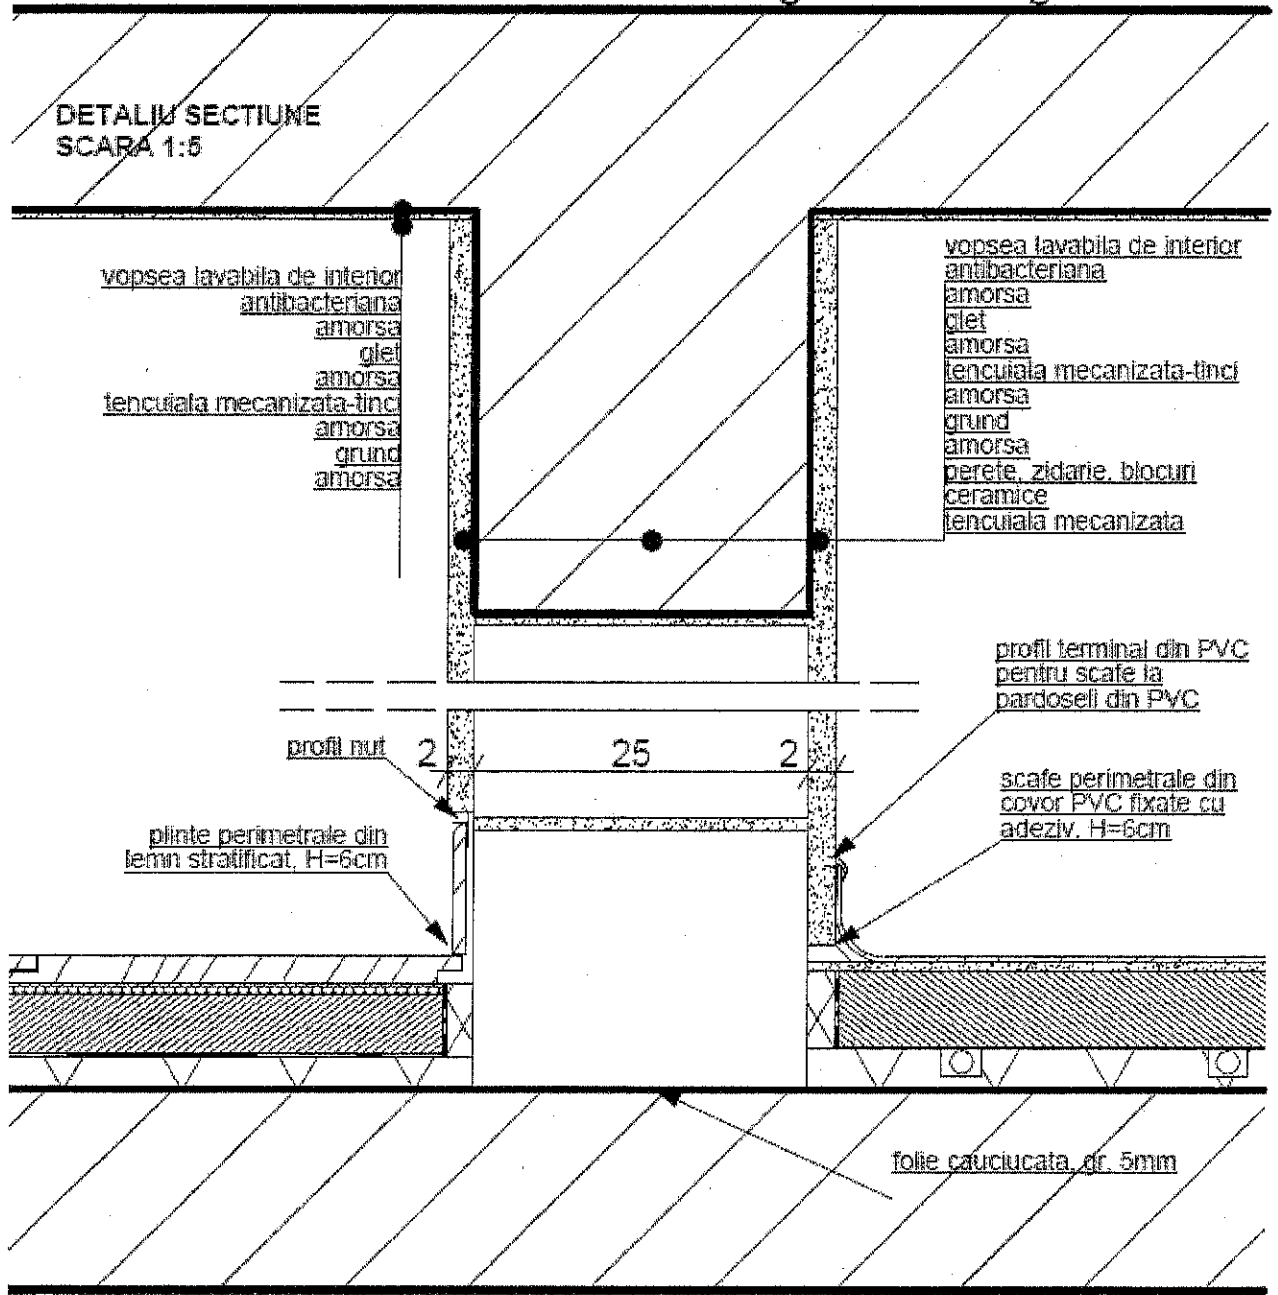 DETALIU SECTIUNE
SCARA 1:5
vopsea lavabila de interior
antibacteriana
amorsa
glet
amorsa
tencuiala mecanizata-tinci
amorsa
grund
amorsa
vopsea lavabila de interior
antibacteriana
amorsa
glet
amorsa
tencuiala mecanizata-tinci
amorsa
grund
amorsa
perete, zidarie, blocuri
ceramice
tencuiala mecanizata
profil terminal din PVC
pentru scafe la
pardoseli din PVC
profil nut
2 25 2
scafe perimetrale din
covor PVC fixate cu
adeziv, H=6cm
plinte perimetrale din
lemn stratificat, H=6cm
folie cauciucata, gr. 5mm